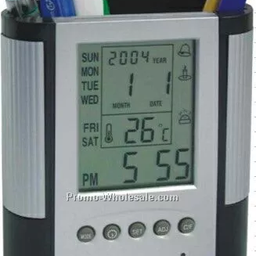 SUN 2004 YEAR
MON
TUE 1 1
WED MONTH DATE
FRI 26°C
SAT
PM 5 55
Promo-Wholesale.com
SET ADJ C/F